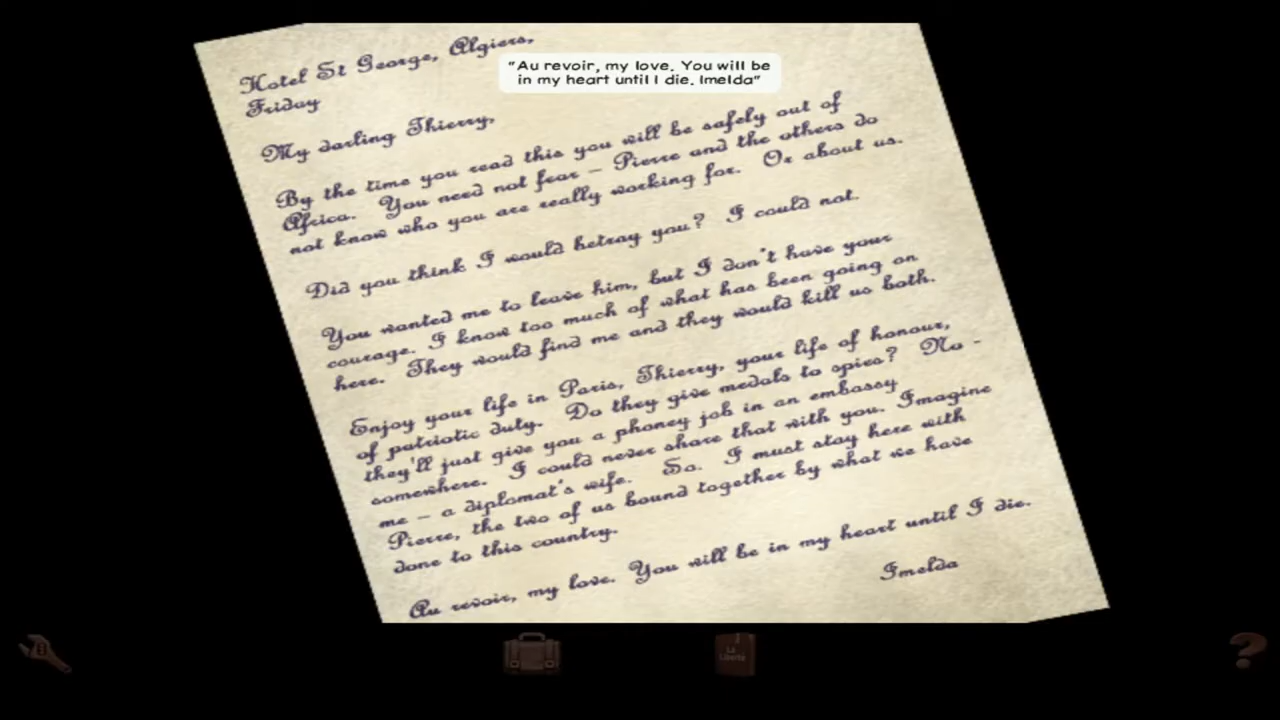 Hotel St George, Algiers,
"Au revoir, my love. You will be
in my heart until I die. Imelda"
Friday
My darling Thierry,
By the time you read this you will be safely out of
Africa. You need not fear – Pierre and the others do
not know who you are really working for. Or about us.
Did you think I would betray you? I could not.
You wanted me to leave him, but I don't have your
courage. I know too much of what has been going on
here. They would find me and they would kill us both.
Enjoy your life in Paris, Thierry, your life of honour,
of patriotic duty. Do they give medals to spies? No -
they'll just give you a phoney job in an embassy
somewhere. I could never share that with you. Imagine
me – a diplomat's wife. So. I must stay here with
Pierre, the two of us bound together by what we have
done to this country.
Au revoir, my love. You will be in my heart until I die.
Imelda
La
Liberté